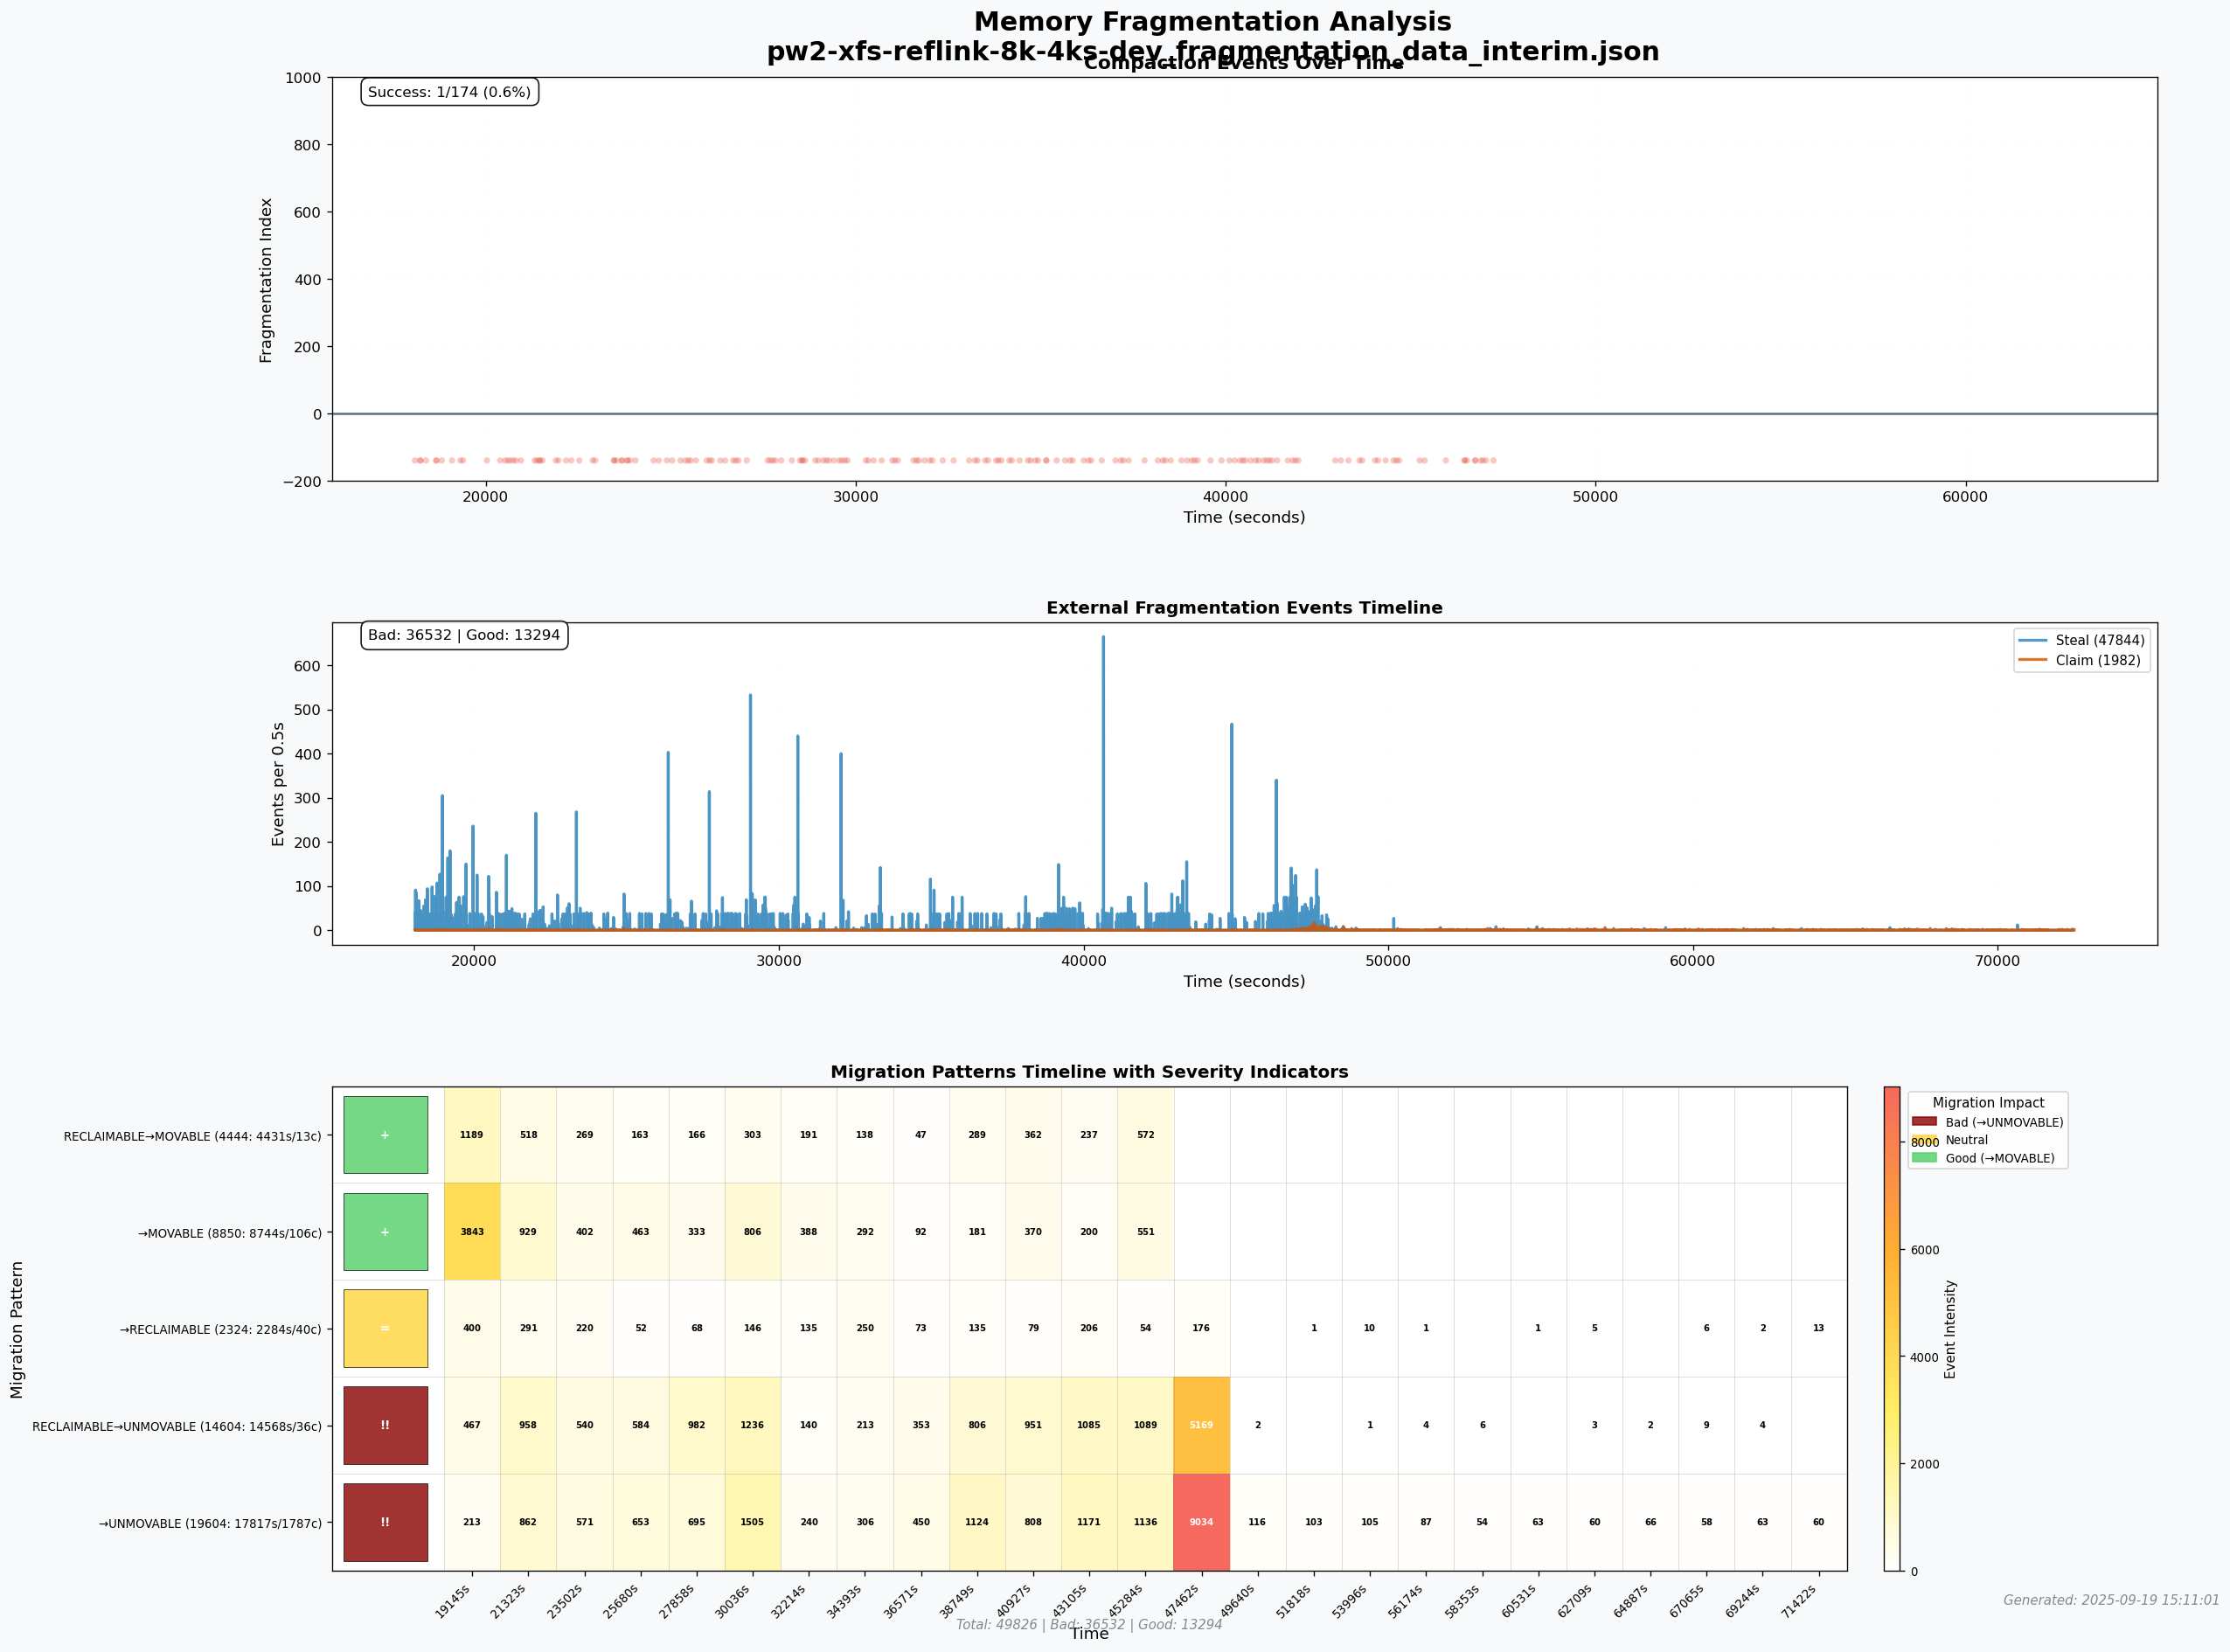 Memory Fragmentation Analysis
pw2-xfs-reflink-8k-4ks-dev_fragmentation_data_interim.json
Compaction Events Over Time
Success: 1/174 (0.6%)
Fragmentation Index
1000
800
600
400
200
0
−200
20000 30000 40000 50000 60000
Time (seconds)
External Fragmentation Events Timeline
Bad: 36532 | Good: 13294
Steal (47844)
Claim (1982)
Events per 0.5s
600
500
400
300
200
100
0
20000 30000 40000 50000 60000 70000
Time (seconds)
Migration Patterns Timeline with Severity Indicators
Migration Pattern
RECLAIMABLE→MOVABLE (4444: 4431s/13c) + 1189 518 269 163 166 303 191 138 47 289 362 237 572
→MOVABLE (8850: 8744s/106c) + 3843 929 402 463 333 806 388 292 92 181 370 200 551
→RECLAIMABLE (2324: 2284s/40c) = 400 291 220 52 68 146 135 250 73 135 79 206 54 176 1 10 1 1 5 6 2 13
RECLAIMABLE→UNMOVABLE (14604: 14568s/36c) !! 467 958 540 584 982 1236 140 213 353 806 951 1085 1089 5169 2 1 4 6 3 2 9 4
→UNMOVABLE (19604: 17817s/1787c) !! 213 862 571 653 695 1505 240 306 450 1124 808 1171 1136 9034 116 103 105 87 54 63 60 66 58 63 60
19145s 21323s 23502s 25680s 27858s 30036s 32214s 34393s 36571s 38749s 40927s 43105s 45284s 47462s 49640s 51818s 53996s 56174s 58353s 60531s 62709s 64887s 67065s 69244s 71422s
Time
Total: 49826 | Bad: 36532 | Good: 13294
Migration Impact
Bad (→UNMOVABLE)
Neutral
Good (→MOVABLE)
8000
6000
4000
2000
0
Event Intensity
Generated: 2025-09-19 15:11:01